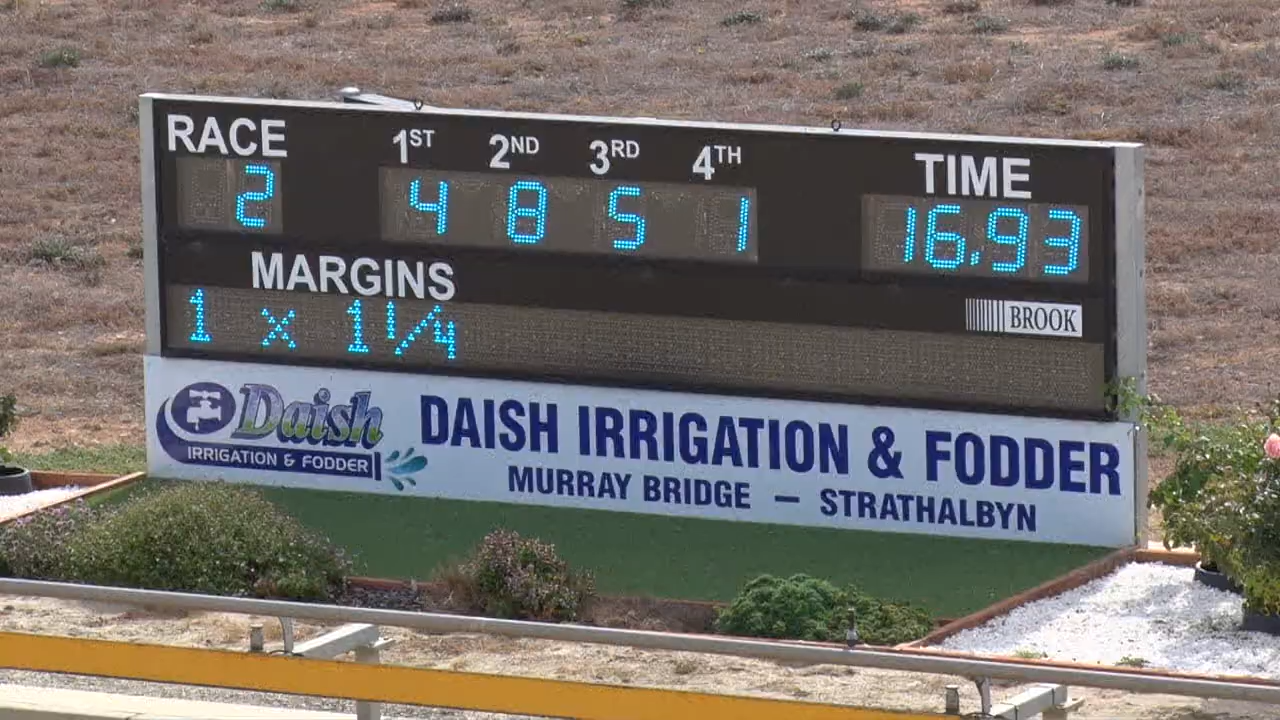 RACE 1ST 2ND 3RD 4TH TIME
2 4 8 5 1 16.93
MARGINS
1 x 1 1/4
BROOK
Daish
IRRIGATION & FODDER
DAISH IRRIGATION & FODDER
MURRAY BRIDGE — STRATHALBYN